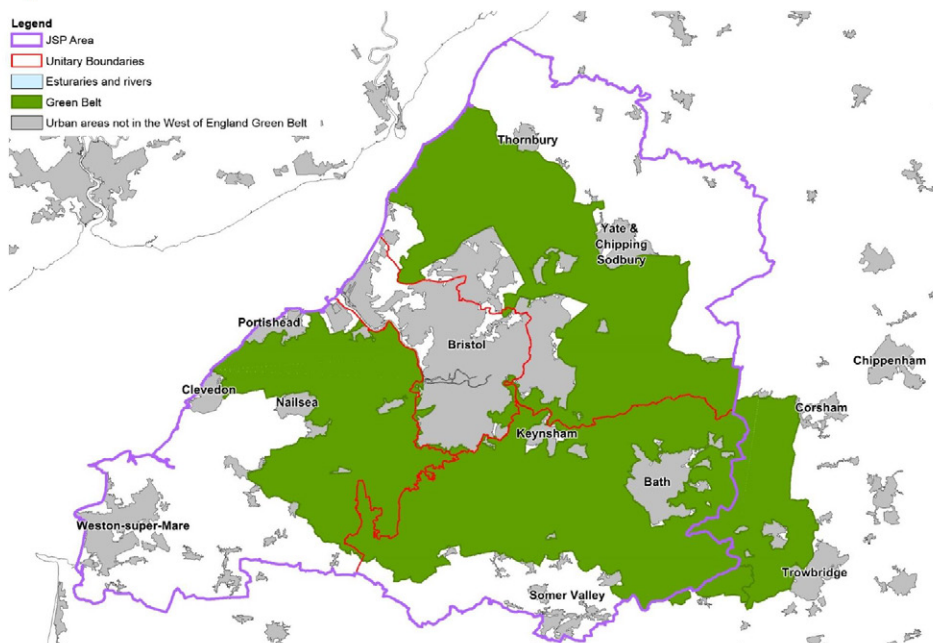 Legend
JSP Area
Unitary Boundaries
Esturaries and rivers
Green Belt
Urban areas not in the West of England Green Belt
Thornbury
Yate &
Chipping
Sodbury
Portishead
Bristol
Chippenham
Clevedon
Nailsea
Corsham
Keynsham
Bath
Weston-super-Mare
Trowbridge
Somer Valley